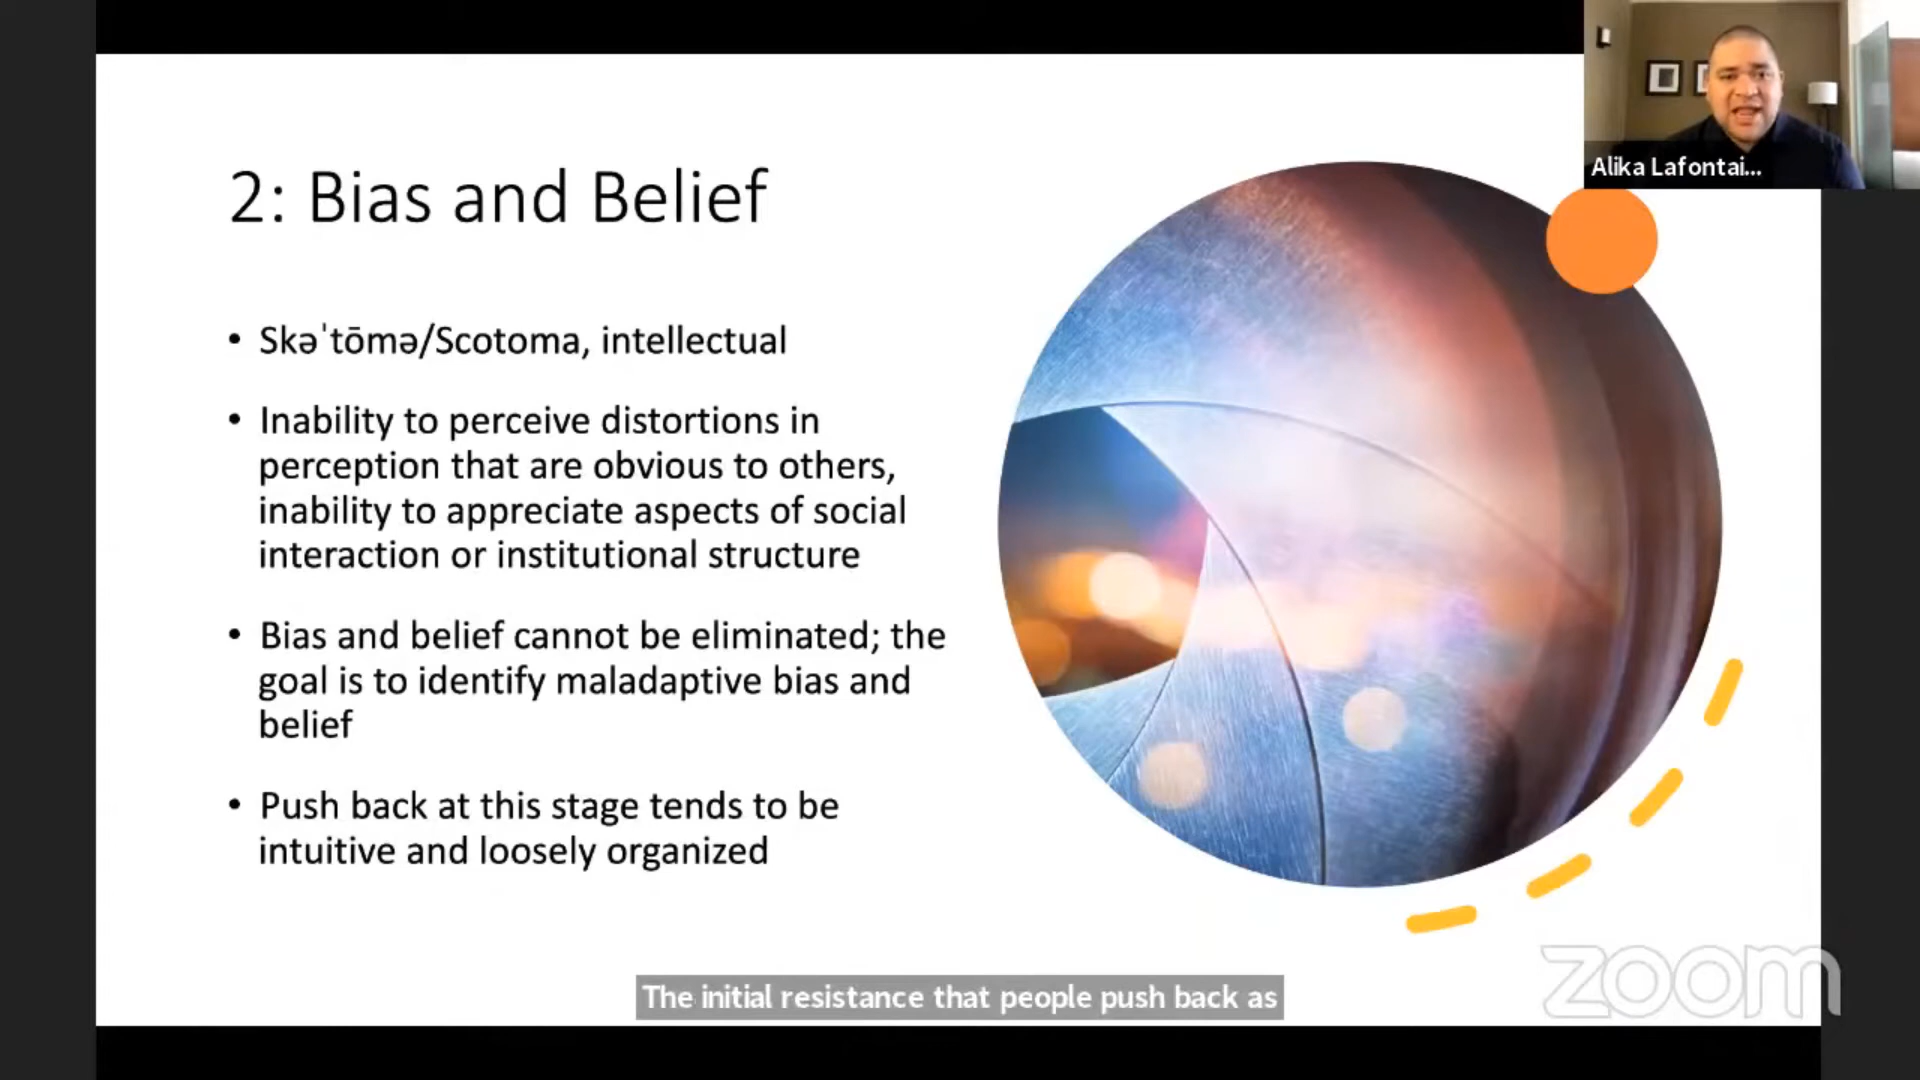 Alika Lafontai...
2: Bias and Belief
• Skəˈtōmə/Scotoma, intellectual
• Inability to perceive distortions in
perception that are obvious to others,
inability to appreciate aspects of social
interaction or institutional structure
• Bias and belief cannot be eliminated; the
goal is to identify maladaptive bias and
belief
• Push back at this stage tends to be
intuitive and loosely organized
The initial resistance that people push back as
zoom